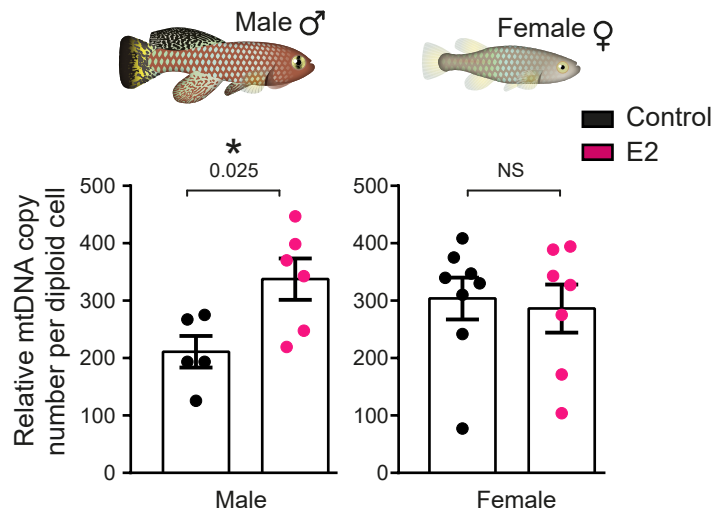 Male ♂
Female ♀
Control
E2
*
0.025
NS
Relative mtDNA copy
number per diploid cell
500
400
300
200
100
0
500
400
300
200
100
0
Male
Female